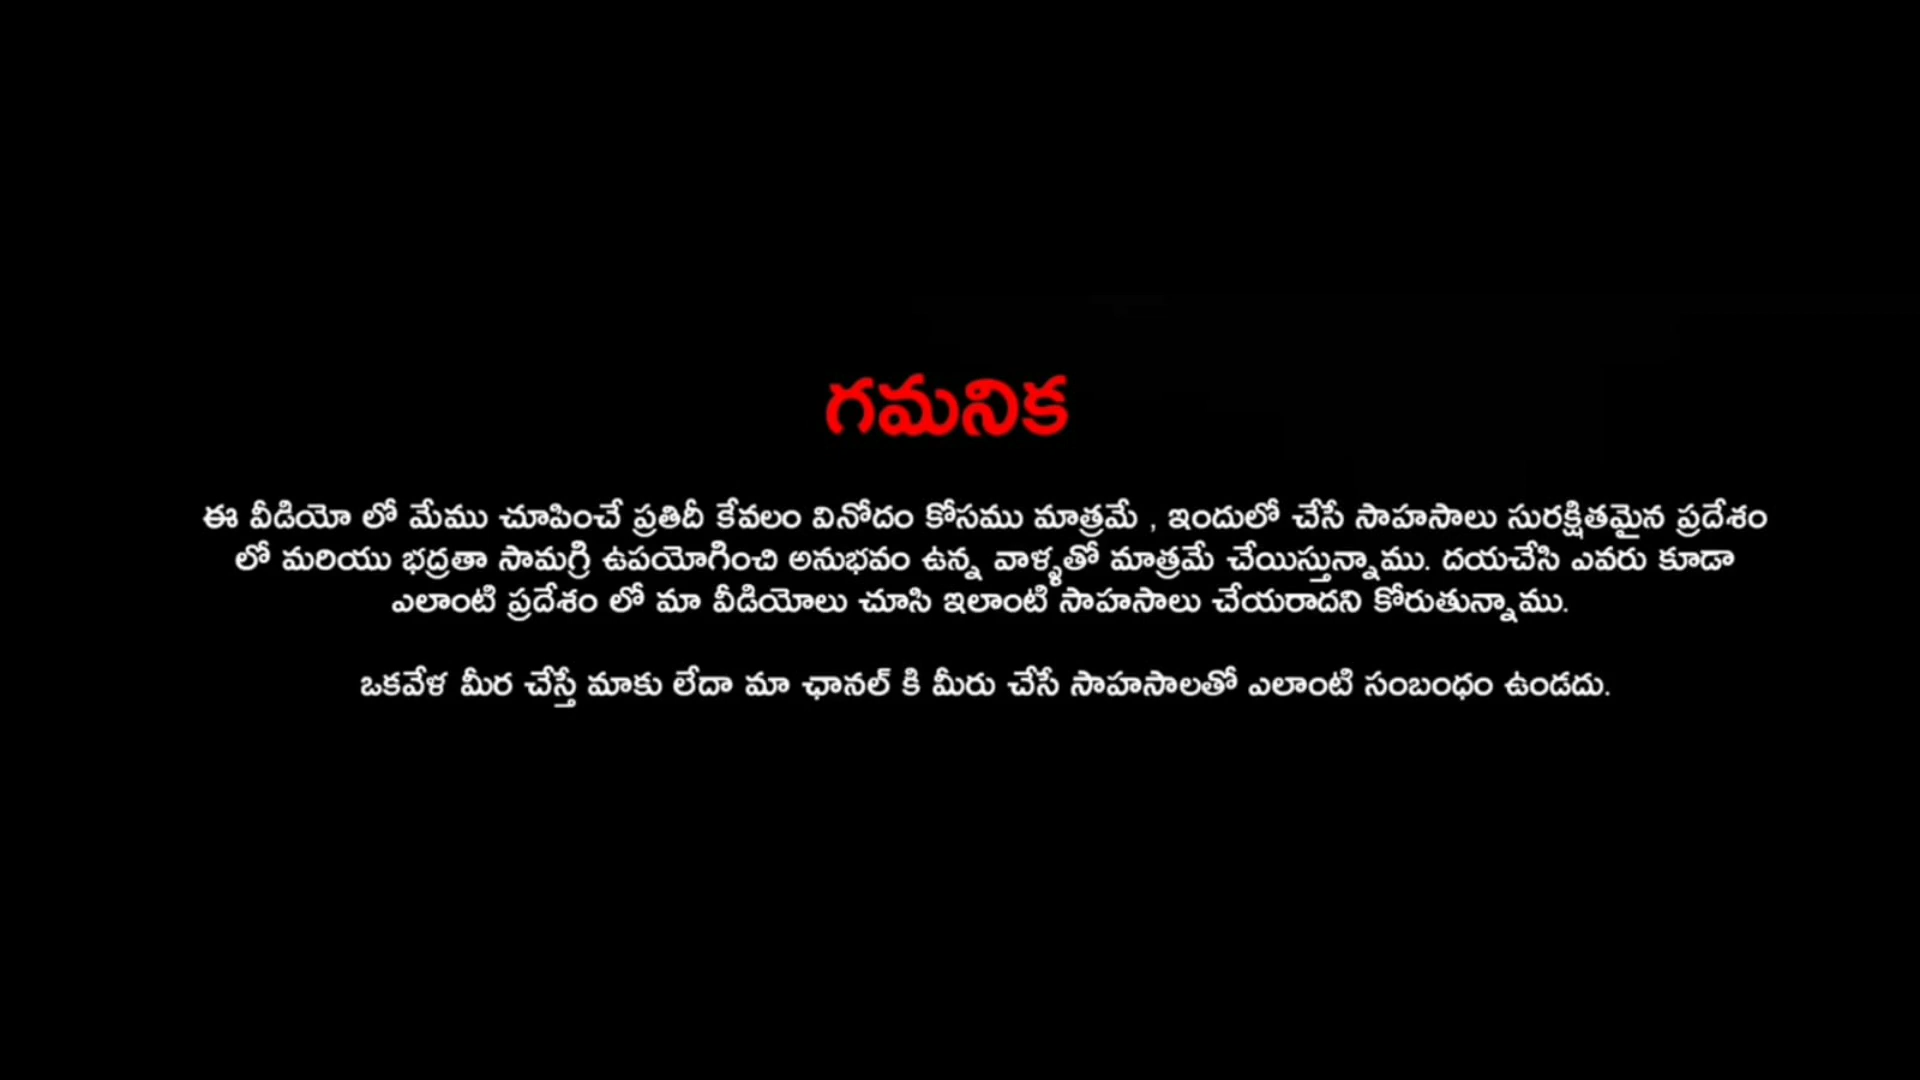 గమనిక
ఈ వీడియో లో మేము చూపించే ప్రతిదీ కేవలం వినోదం కోసము మాత్రమే , ఇందులో చేసే సాహసాలు సురక్షితమైన ప్రదేశం
లో మరియు భద్రతా సామగ్రి ఉపయోగించి అనుభవం ఉన్న వాళ్ళతో మాత్రమే చేయిస్తున్నాము. దయచేసి ఎవరు కూడా
ఎలాంటి ప్రదేశం లో మా వీడియోలు చూసి ఇలాంటి సాహసాలు చేయరాదని కోరుతున్నాము.
ఒకవేళ మీర చేస్తే మాకు లేదా మా ఛానల్ కి మీరు చేసే సాహసాలతో ఎలాంటి సంబంధం ఉండదు.